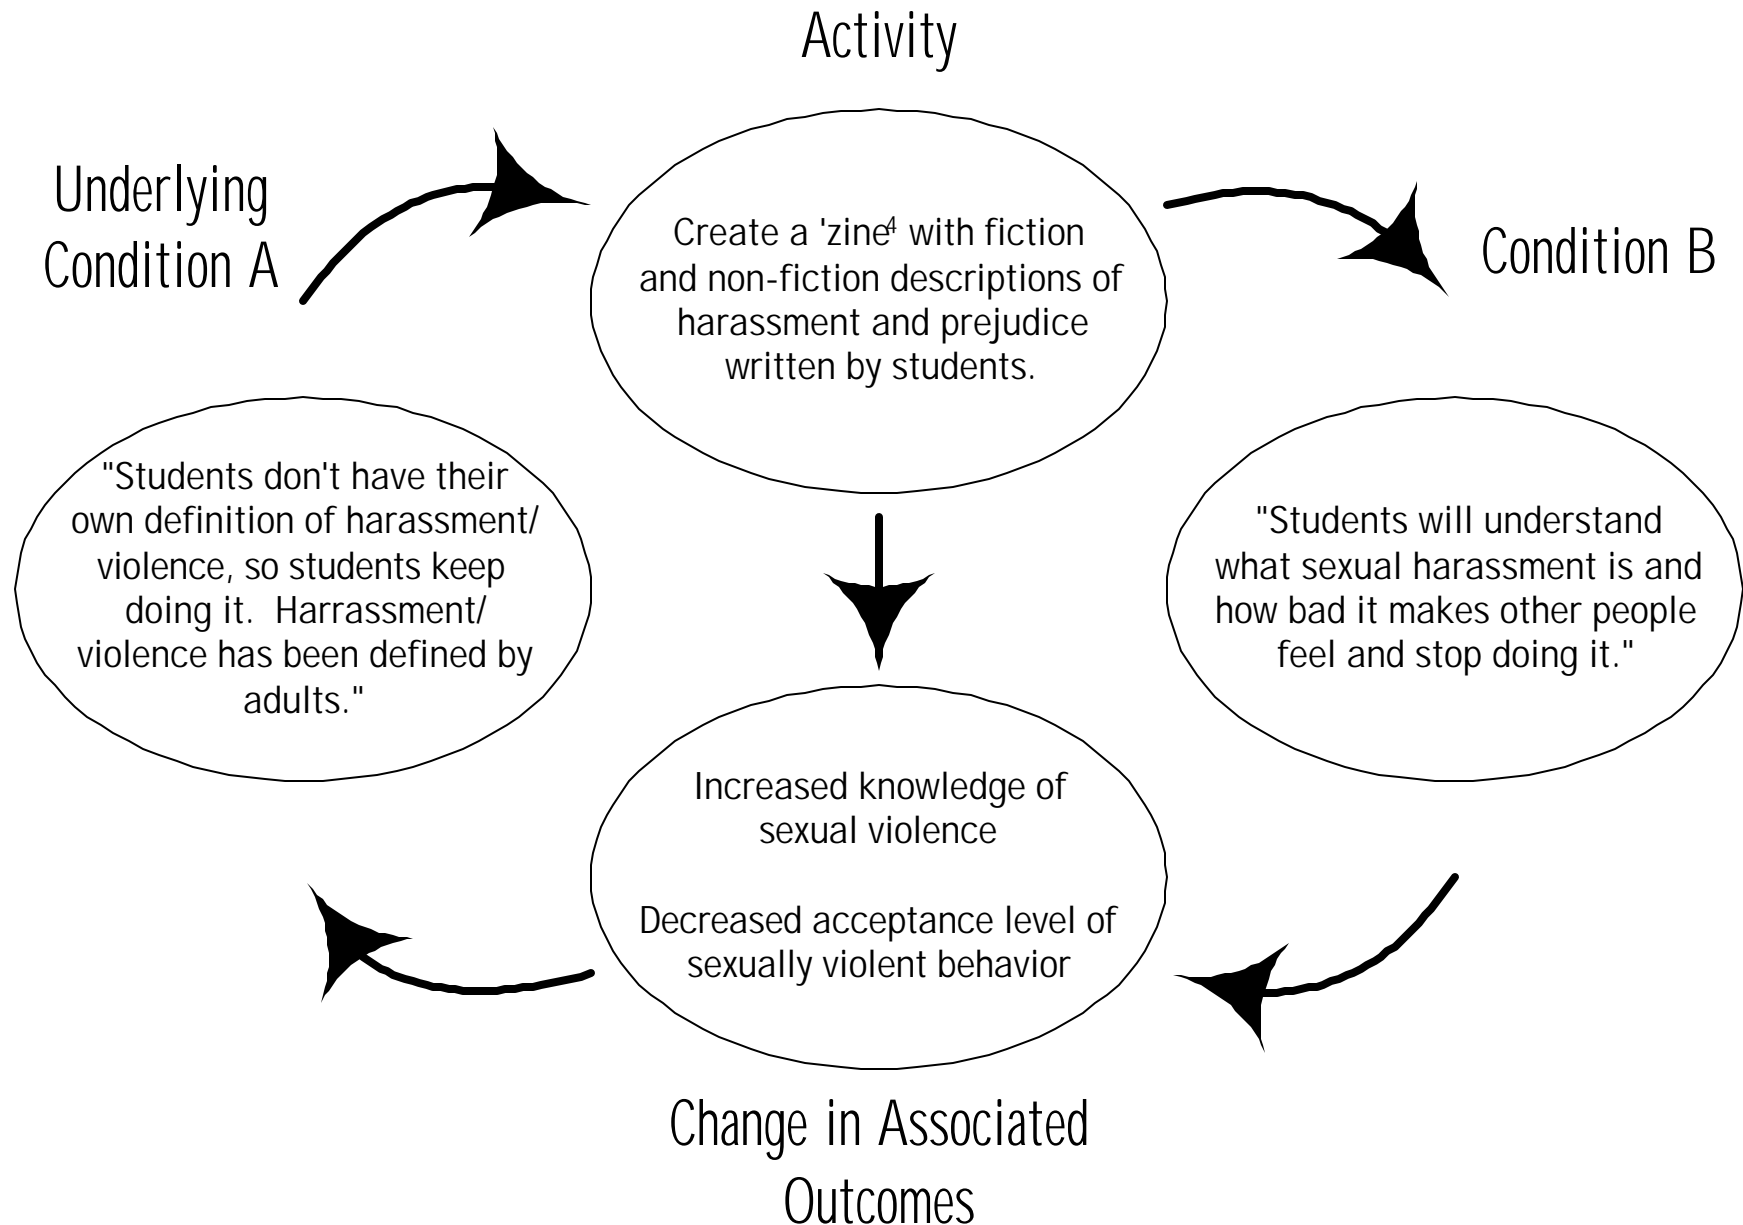 Activity
Underlying
Condition A
Create a 'zine⁴ with fiction
and non-fiction descriptions of
harassment and prejudice
written by students.
Condition B
"Students don't have their
own definition of harassment/
violence, so students keep
doing it.  Harrassment/
violence has been defined by
adults."
"Students will understand
what sexual harassment is and
how bad it makes other people
feel and stop doing it."
Increased knowledge of
sexual violence
Decreased acceptance level of
sexually violent behavior
Change in Associated
Outcomes